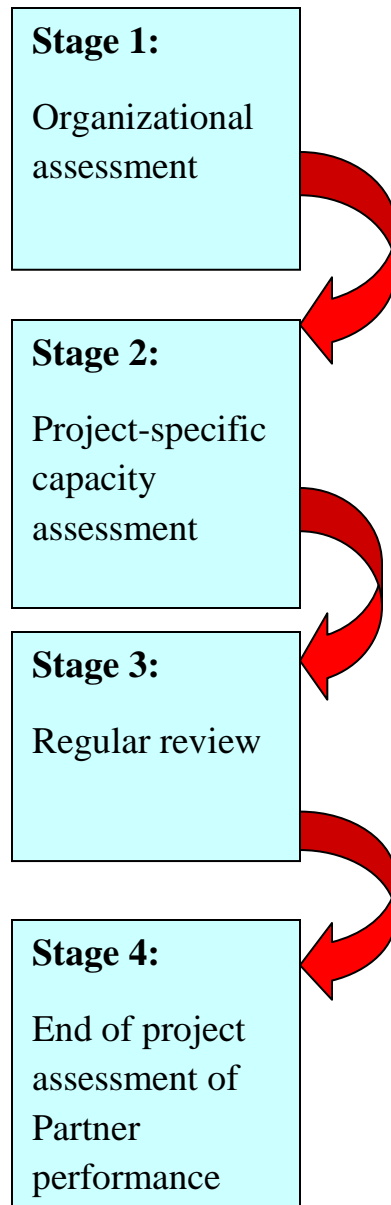 Stage 1:
Organizational
assessment
Stage 2:
Project-specific
capacity
assessment
Stage 3:
Regular review
Stage 4:
End of project
assessment of
Partner
performance